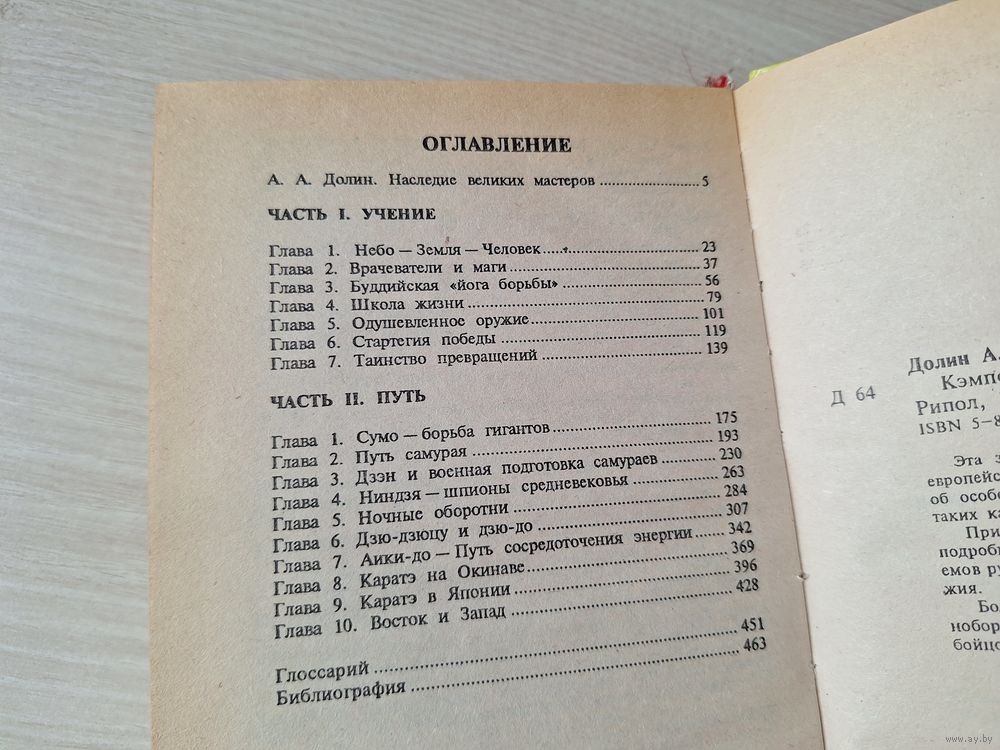 ОГЛАВЛЕНИЕ
А. А. Долин. Наследие великих мастеров ........................ 5
ЧАСТЬ I. УЧЕНИЕ
Глава 1. Небо — Земля — Человек ........................ 23
Глава 2. Врачеватели и маги ........................ 37
Глава 3. Буддийская «йога борьбы» ........................ 56
Глава 4. Школа жизни ........................ 79
Глава 5. Одушевленное оружие ........................ 101
Глава 6. Стартегия победы ........................ 119
Глава 7. Таинство превращений ........................ 139
ЧАСТЬ II. ПУТЬ
Глава 1. Сумо — борьба гигантов ........................ 175
Глава 2. Путь самурая ........................ 193
Глава 3. Дзэн и военная подготовка самураев ........................ 230
Глава 4. Ниндзя — шпионы средневековья ........................ 263
Глава 5. Ночные оборотни ........................ 284
Глава 6. Дзю-дзюцу и дзю-до ........................ 307
Глава 7. Аики-до — Путь сосредоточения энергии ........................ 342
Глава 8. Каратэ на Окинаве ........................ 369
Глава 9. Каратэ в Японии ........................ 396
Глава 10. Восток и Запад ........................ 428
Глоссарий ........................ 451
Библиография ........................ 463
Долин А.
Д 64
Кэмпо
Рипол,
ISBN 5—8
Эта з
европейс
об особе
таких ка
При
подробн
емов ру
жия.
Бол
нобор
бойцо
www.ay.by